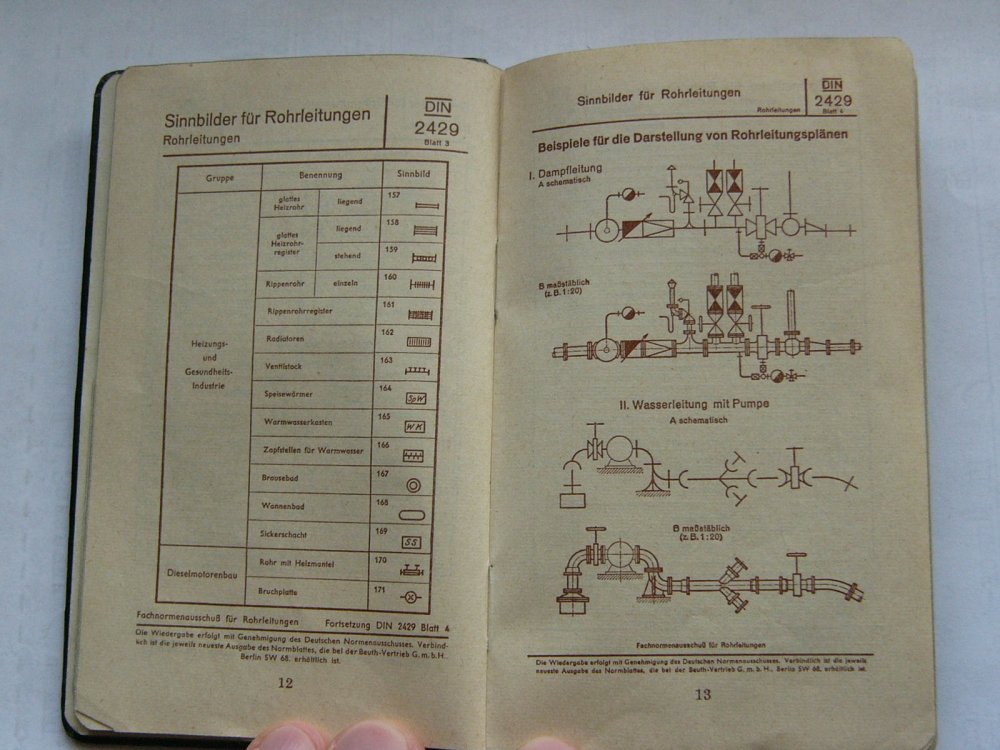 Sinnbilder für Rohrleitungen
Rohrleitungen
DIN
2429
Blatt 3
Gruppe Benennung Sinnbild
glattes Heizrohr liegend 157
glattes Heizrohr-register liegend 158
stehend 159
Rippenrohr einzeln 160
Rippenrohrregister 161
Radiatoren 162
Heizungs-
und
Gesundheits-
Industrie
Ventilstock 163
Speisewärmer 164 SpW
Warmwasserkasten 165 WK
Zapfstellen für Warmwasser 166
Brausebad 167
Wannenbad 168
Sickerschacht 169 SS
Dieselmotorenbau
Rohr mit Heizmantel 170
Bruchplatte 171
Fachnormenausschuß für Rohrleitungen Fortsetzung DIN 2429 Blatt 4
Die Wiedergabe erfolgt mit Genehmigung des Deutschen Normenausschusses. Verbind-
lich ist die jeweils neueste Ausgabe des Normblattes, die bei der Beuth-Vertrieb G. m. b. H.
Berlin SW 68. erhältlich ist.
12
Sinnbilder für Rohrleitungen
Rohrleitungen
DIN
2429
Blatt 4
Beispiele für die Darstellung von Rohrleitungsplänen
I. Dampfleitung
A schematisch
B maßstäblich
(z. B. 1:20)
II. Wasserleitung mit Pumpe
A schematisch
B maßstäblich
(z. B. 1:20)
Fachnormenausschuß für Rohrleitungen
Die Wiedergabe erfolgt mit Genehmigung des Deutschen Normenausschusses. Verbindlich ist die jeweils
neueste Ausgabe des Normblattes, die bei der Beuth-Vertrieb G. m. b. H., Berlin SW 68. erhältlich ist.
13